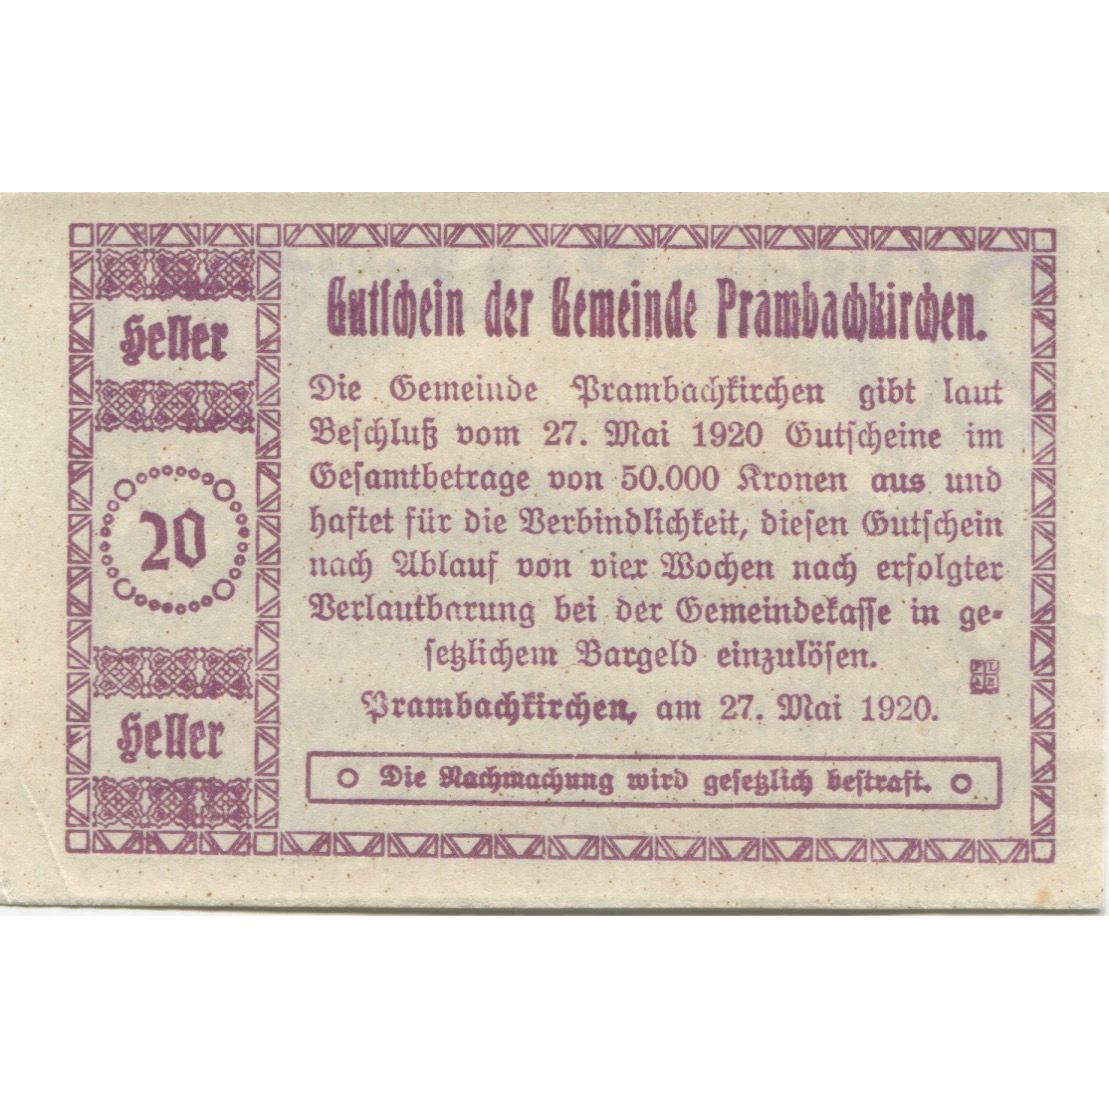 Heller
20
Heller
Gutschein der Gemeinde Prambachkirchen.
Die Gemeinde Prambachkirchen gibt laut
Beschluß vom 27. Mai 1920 Gutscheine im
Gesamtbetrage von 50.000 Kronen aus und
haftet für die Verbindlichkeit, diesen Gutschein
nach Ablauf von vier Wochen nach erfolgter
Verlautbarung bei der Gemeindekasse in ge-
setzlichem Bargeld einzulösen.
Prambachkirchen, am 27. Mai 1920.
Die Nachmachung wird gesetzlich bestraft.